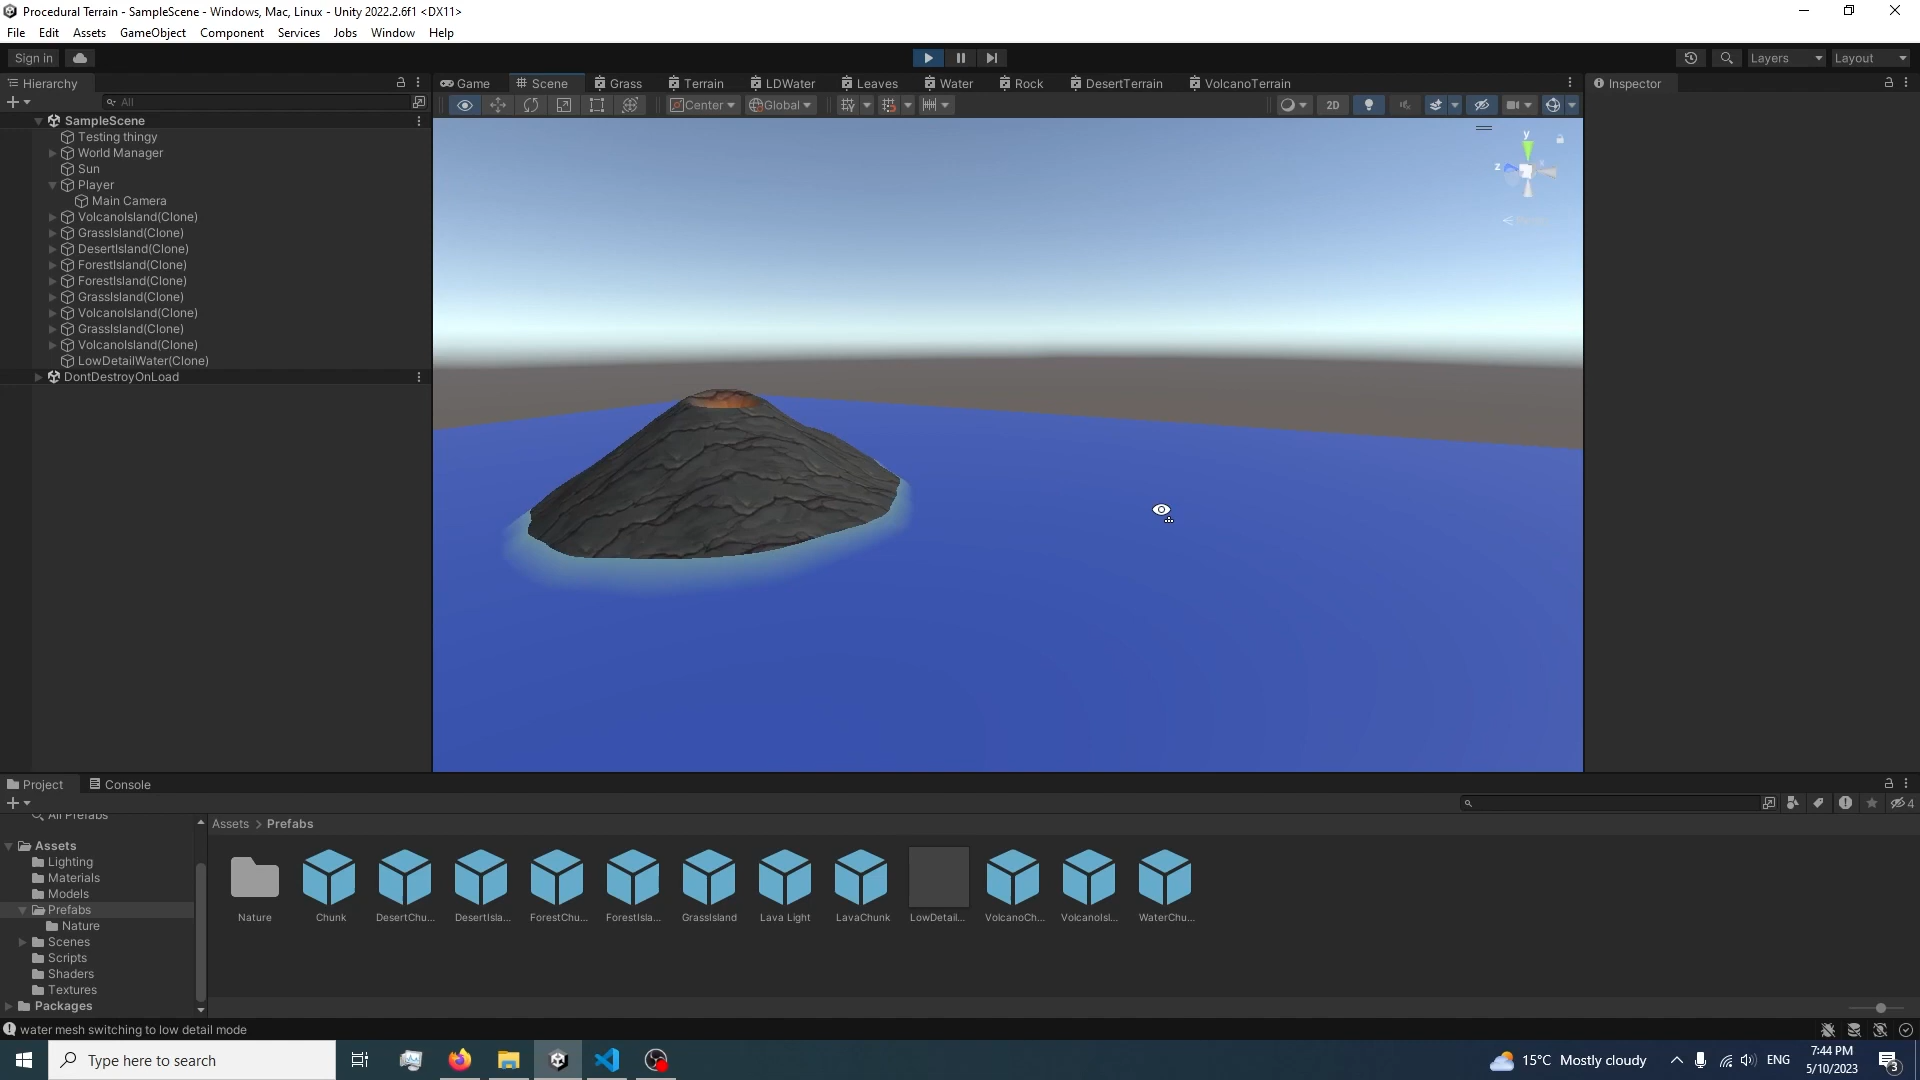 Procedural Terrain - SampleScene - Windows, Mac, Linux - Unity 2022.2.6f1 <DX11>
File Edit Assets GameObject Component Services Jobs Window Help
Sign in
Layers
Layout
Hierarchy
All
SampleScene
Testing thingy
World Manager
Sun
Player
Main Camera
VolcanoIsland(Clone)
GrassIsland(Clone)
DesertIsland(Clone)
ForestIsland(Clone)
ForestIsland(Clone)
GrassIsland(Clone)
VolcanoIsland(Clone)
GrassIsland(Clone)
VolcanoIsland(Clone)
LowDetailWater(Clone)
DontDestroyOnLoad
Game Scene Grass Terrain LDWater Leaves Water Rock DesertTerrain VolcanoTerrain
Center Global
2D
y
z
Inspector
Project Console
4
All Prefabs
Assets
Lighting
Materials
Models
Prefabs
Nature
Scenes
Scripts
Shaders
Textures
Packages
Assets > Prefabs
Nature Chunk DesertChu... DesertIsla... ForestChu... ForestIsla... GrassIsland Lava Light LavaChunk LowDetail... VolcanoCh... VolcanoIsl... WaterChu...
water mesh switching to low detail mode
Type here to search
15°C Mostly cloudy
ENG
7:44 PM
5/10/2023
3